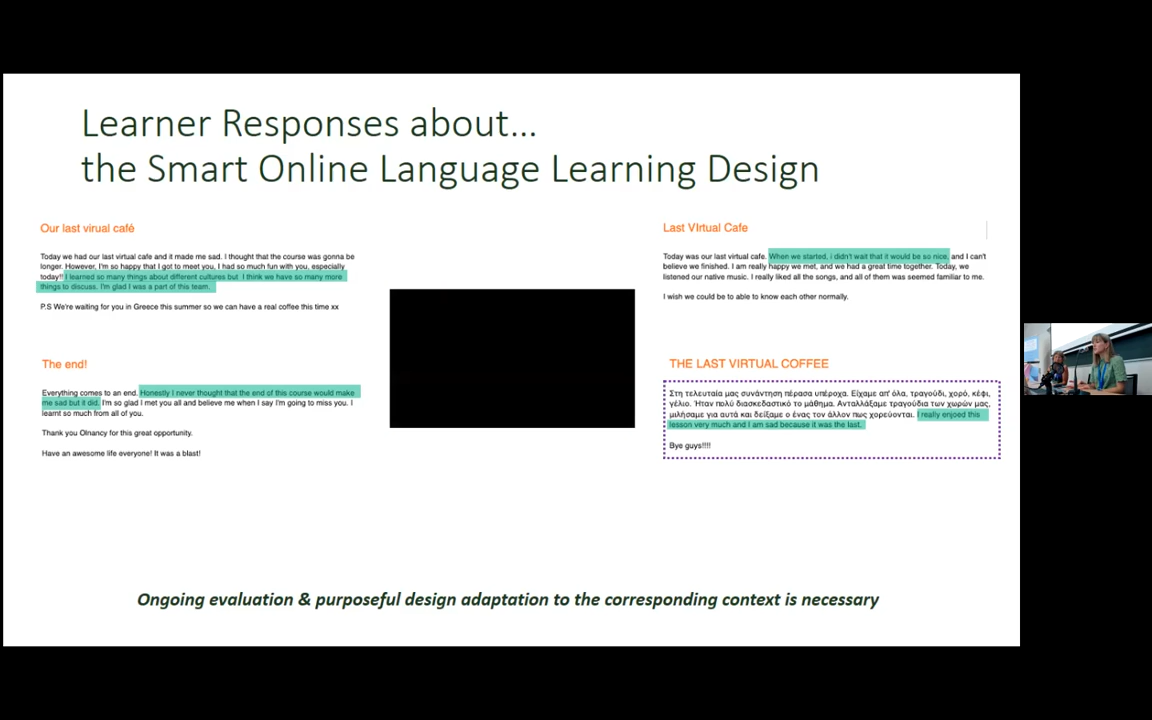 Learner Responses about...
the Smart Online Language Learning Design
Our last virual café
Today we had our last virtual cafe and it made me sad. I thought that the course was gonna be
longer. However, I'm so happy that I got to meet you, I had so much fun with you, especially
today!! I learned so many things about different cultures but I think we have so many more
things to discuss. I'm glad I was a part of this team.
P.S We're waiting for you in Greece this summer so we can have a real coffee this time xx
The end!
Everything comes to an end. Honestly I never thought that the end of this course would make
me sad but it did. I'm so glad I met you all and believe me when I say I'm going to miss you. I
learnt so much from all of you.
Thank you Olnancy for this great opportunity.
Have an awesome life everyone! It was a blast!
Last VIrtual Cafe
Today was our last virtual cafe. When we started, i didn't wait that it would be so nice, and I can't
believe we finished. I am really happy we met, and we had a great time together. Today, we
listened our native music. I really liked all the songs, and all of them was seemed familiar to me.
I wish we could be able to know each other normally.
THE LAST VIRTUAL COFFEE
Στη τελευταία μας συνάντηση πέρασα υπέροχα. Είχαμε απ' όλα, τραγούδι, χορό, κέφι,
γέλιο. Ήταν πολύ διασκεδαστικό το μάθημα. Ανταλλάξαμε τραγούδια των χωρών μας,
μιλήσαμε για αυτά και δείξαμε ο ένας τον άλλον πως χορεύονται. I really enjoed this
lesson very much and I am sad because it was the last.
Bye guys!!!!
Ongoing evaluation & purposeful design adaptation to the corresponding context is necessary